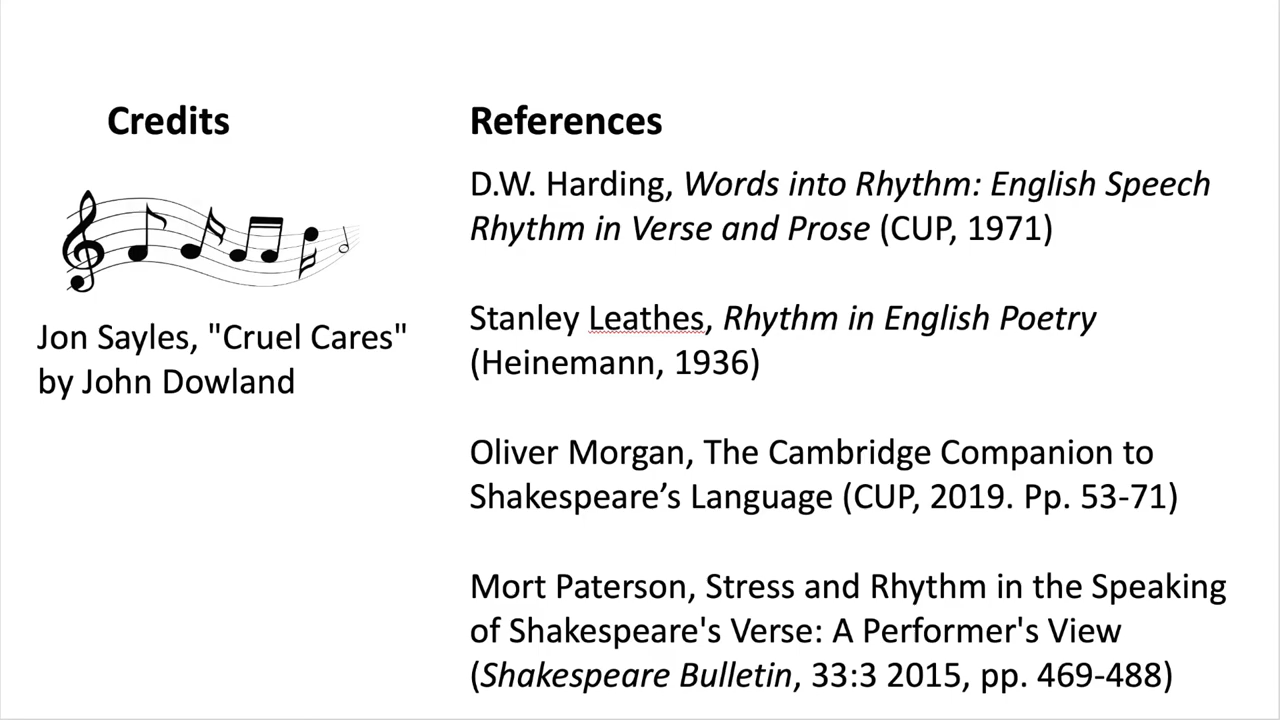 Credits
Jon Sayles, "Cruel Cares"
by John Dowland
References
D.W. Harding, Words into Rhythm: English Speech
Rhythm in Verse and Prose (CUP, 1971)
Stanley Leathes, Rhythm in English Poetry
(Heinemann, 1936)
Oliver Morgan, The Cambridge Companion to
Shakespeare’s Language (CUP, 2019. Pp. 53-71)
Mort Paterson, Stress and Rhythm in the Speaking
of Shakespeare's Verse: A Performer's View
(Shakespeare Bulletin, 33:3 2015, pp. 469-488)